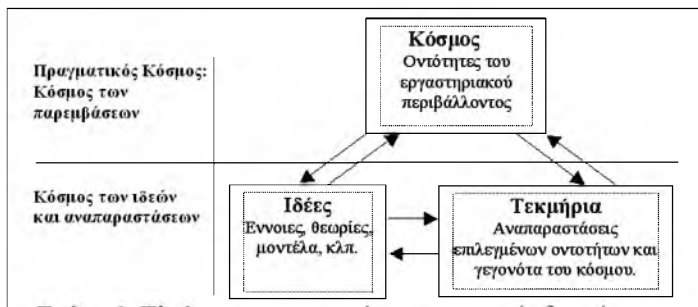 Κόσμος
Οντότητες του
εργαστηριακού
περιβάλλοντος
Πραγματικός Κόσμος:
Κόσμος των
παρεμβάσεων
Κόσμος των ιδεών
και αναπαραστάσεων
Ιδέες
Έννοιες, θεωρίες,
μοντέλα, κλπ.
Τεκμήρια
Αναπαραστάσεις
επιλεγμένων οντοτήτων και
γεγονότα του κόσμου.